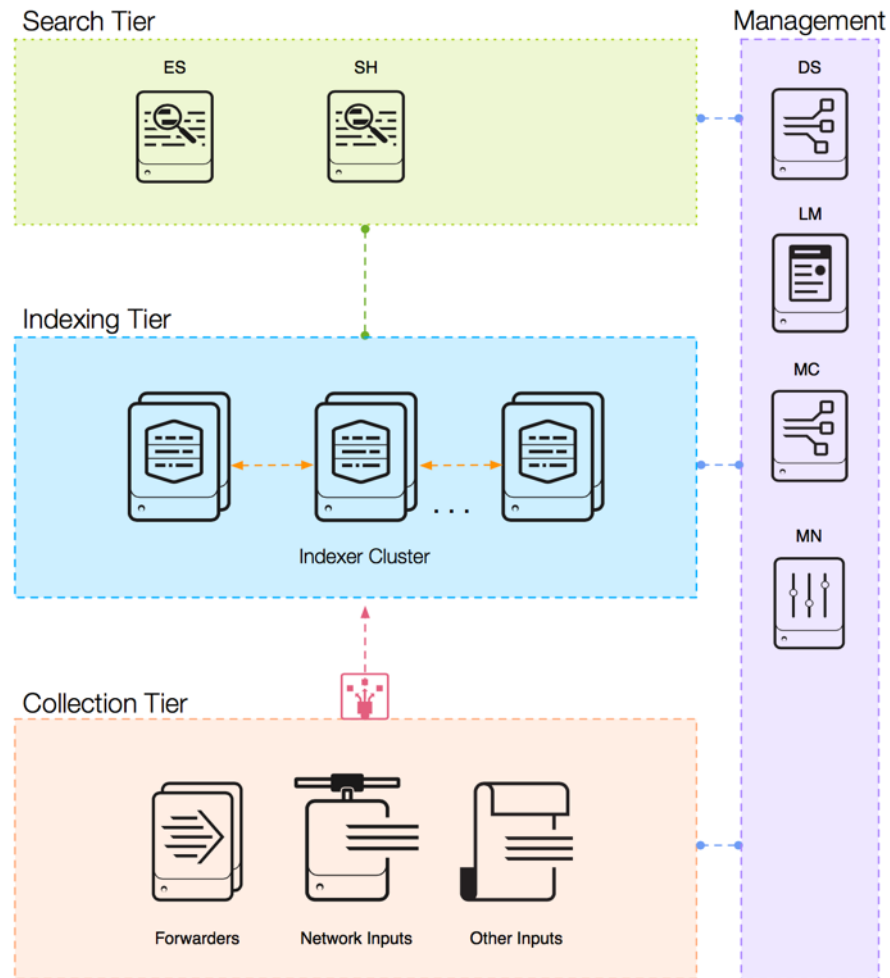 Search Tier
Management
ES
SH
DS
LM
Indexing Tier
MC
. . .
Indexer Cluster
MN
Collection Tier
Forwarders
Network Inputs
Other Inputs